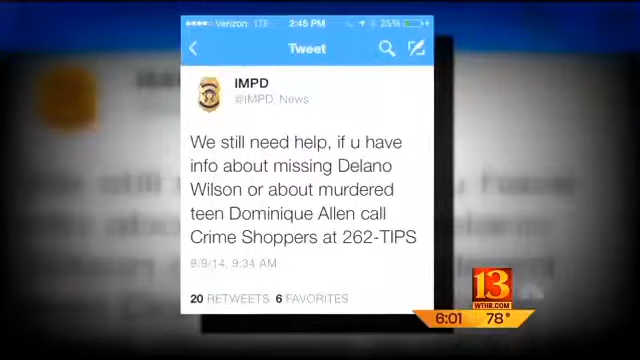 Verizon LTE 2:45 PM 25%
Tweet
IMPD
@IMPD_News
We still need help, if u have
info about missing Delano
Wilson or about murdered
teen Dominique Allen call
Crime Shoppers at 262-TIPS
8/9/14, 9:34 AM
20 RETWEETS 6 FAVORITES
13
WTHR.COM
6:01 78°